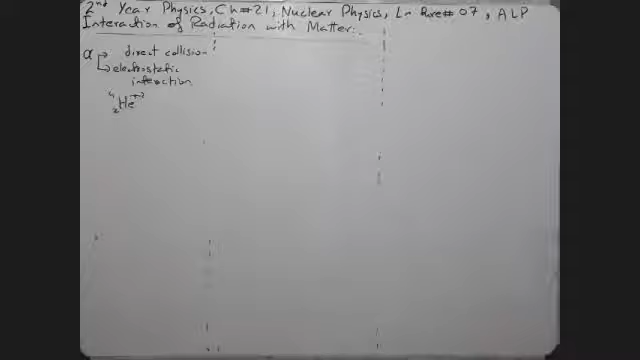 2nd Year Physics, Ch#21, Nuclear Physics, Lecture# 07, ALP
Interaction of Radiation with Matter:-
α → direct collision
→ electrostatic
interaction
⁴₂He⁺²